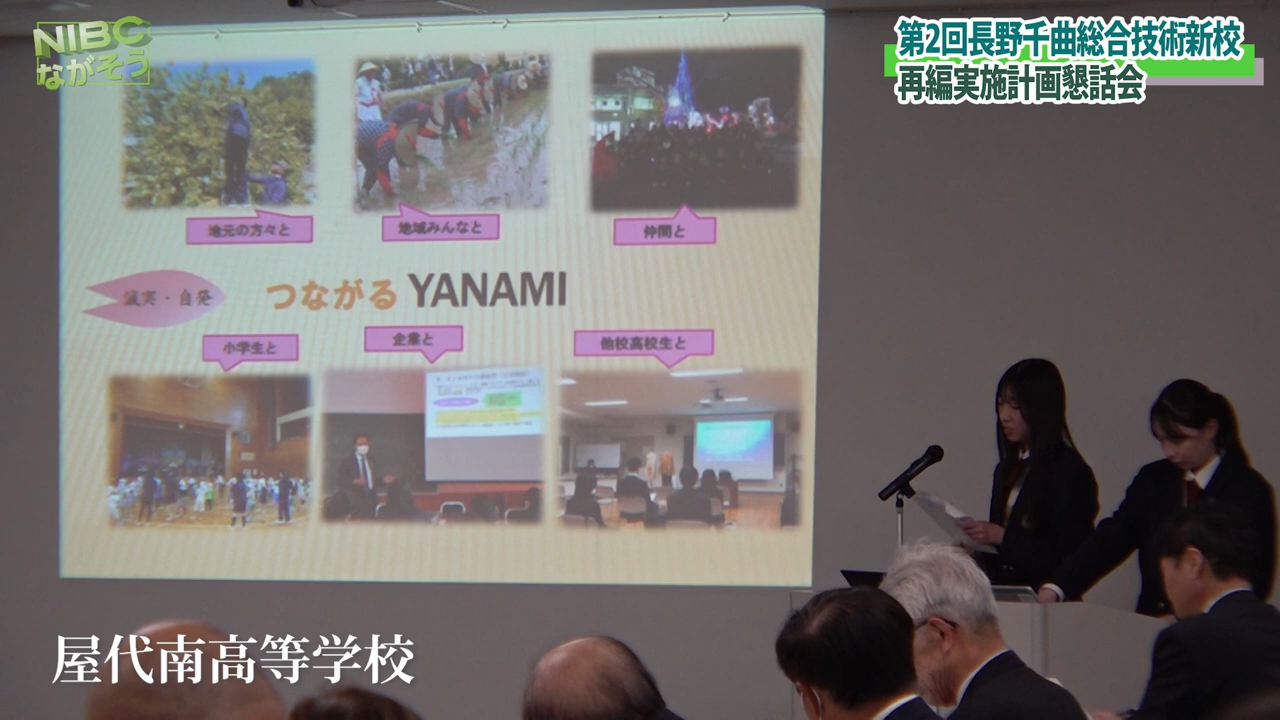 NIBC
ながそう
第2回長野千曲総合技術新校
再編実施計画懇話会
地元の方々と
地域みんなと
仲間と
誠実・自発
つながる YANAMI
小学生と
企業と
他校高校生と
屋代南高等学校